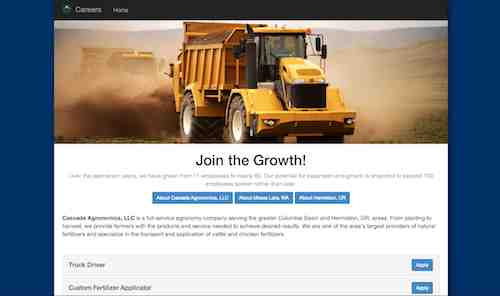 Careers Home
Join the Growth!
Over the past seven years, we have grown from 11 employees to nearly 60. Our potential for expansion and growth is projected to exceed 100
employees sooner rather than later.
About Cascade Agronomics, LLC About Moses Lake, WA About Hermiston, OR
Cascade Agronomics, LLC is a full-service agronomy company serving the greater Columbia Basin and Hermiston, OR. areas. From planting to
harvest, we provide farmers with the products and service needed to achieve desired results. We are one of the area's largest providers of natural
fertilizers and specialize in the transport and application of cattle and chicken fertilizers.
Truck Driver Apply
Custom Fertilizer Applicator Apply